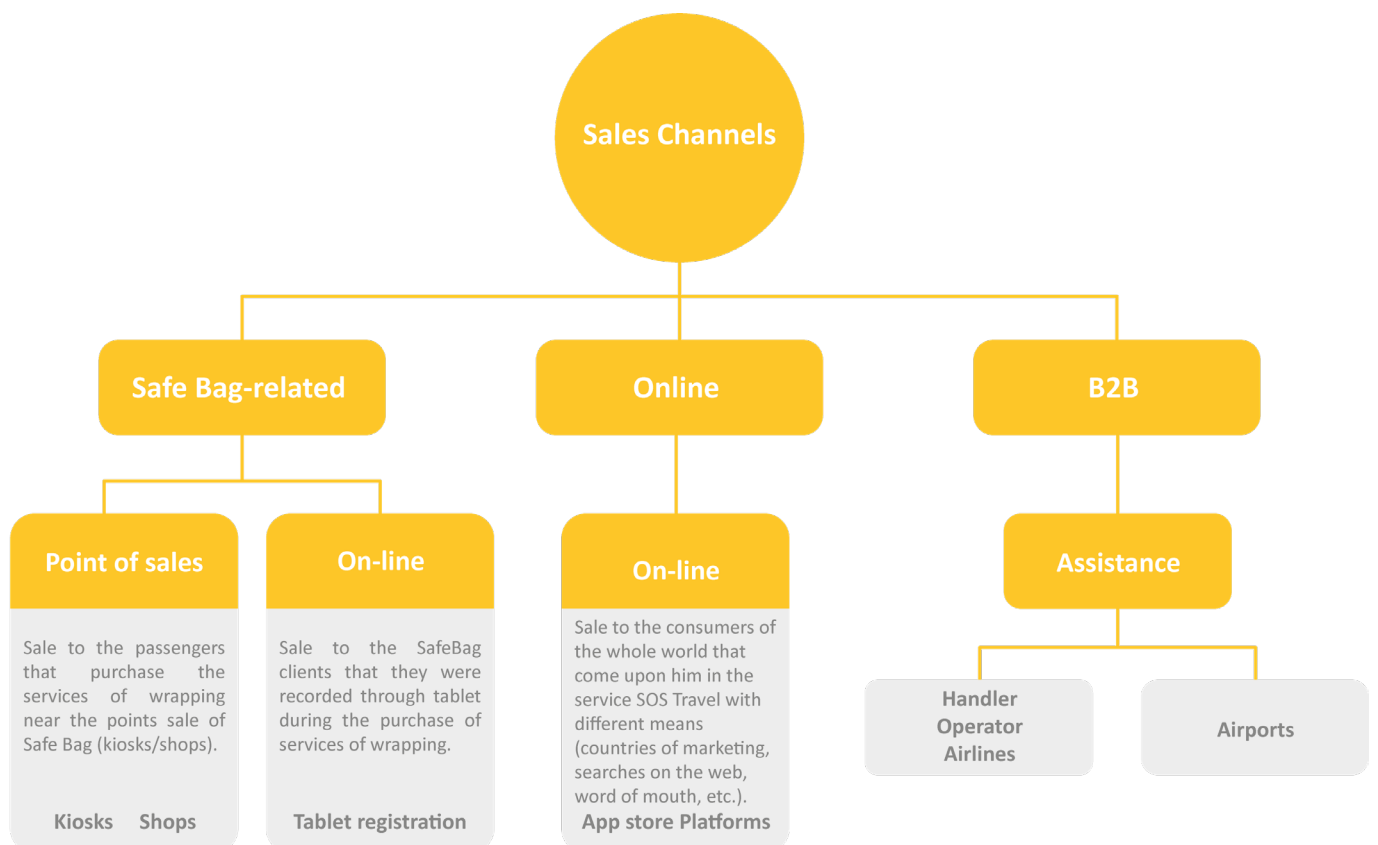 Sales Channels
Safe Bag-related
Online
B2B
Point of sales
Sale to the passengers
that purchase the
services of wrapping
near the points sale of
Safe Bag (kiosks/shops).
Kiosks Shops
On-line
Sale to the SafeBag
clients that they were
recorded through tablet
during the purchase of
services of wrapping.
Tablet registration
On-line
Sale to the consumers of
the whole world that
come upon him in the
service SOS Travel with
different means
(countries of marketing,
searches on the web,
word of mouth, etc.).
App store Platforms
Assistance
Handler
Operator
Airlines
Airports